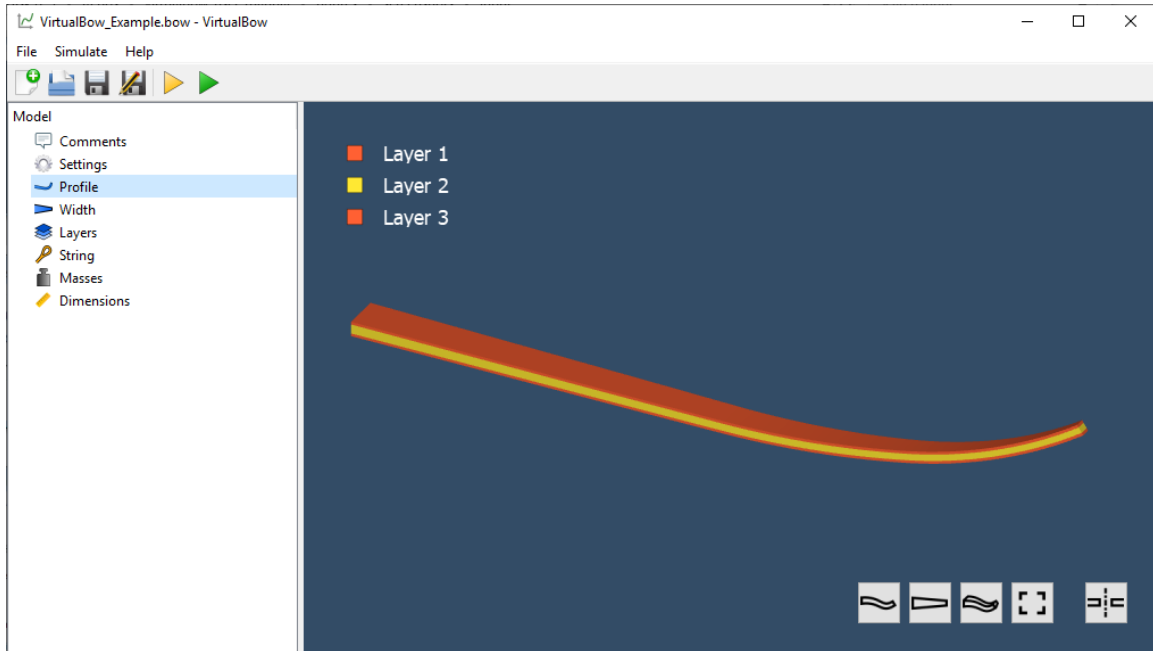 VirtualBow_Example.bow - VirtualBow
File Simulate Help
Model
Comments
Settings
Profile
Width
Layers
String
Masses
Dimensions
Layer 1
Layer 2
Layer 3